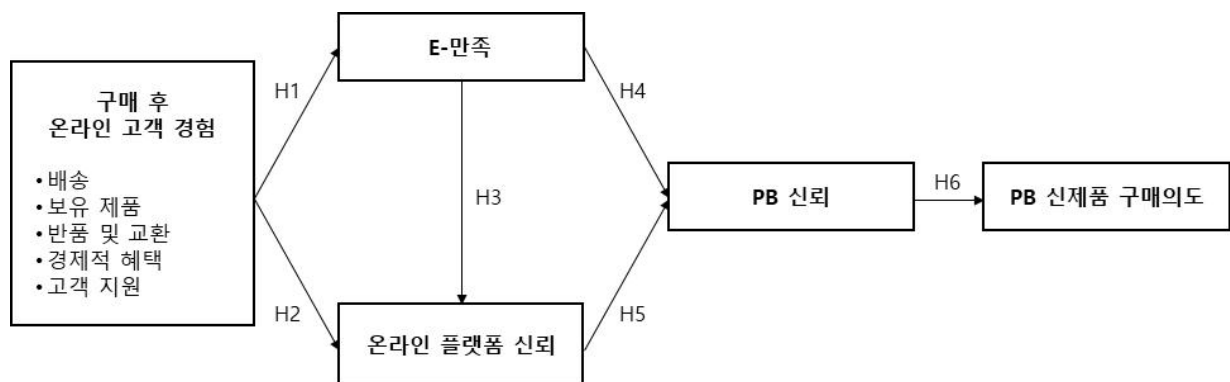 E-만족
구매 후
온라인 고객 경험
• 배송
• 보유 제품
• 반품 및 교환
• 경제적 혜택
• 고객 지원
H1
H2
H3
H4
H5
온라인 플랫폼 신뢰
PB 신뢰
H6
PB 신제품 구매의도